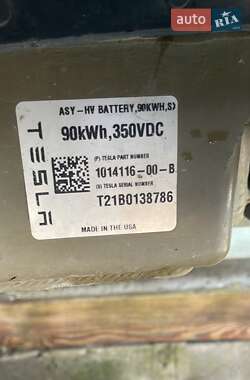 RIA
TESLA
ASY-HV BATTERY,90KWH,SX
90kWh,350VDC
(P) TESLA PART NUMBER
1014116-00-B
(S) TESLA SERIAL NUMBER
T21B0138786
MADE IN THE USA